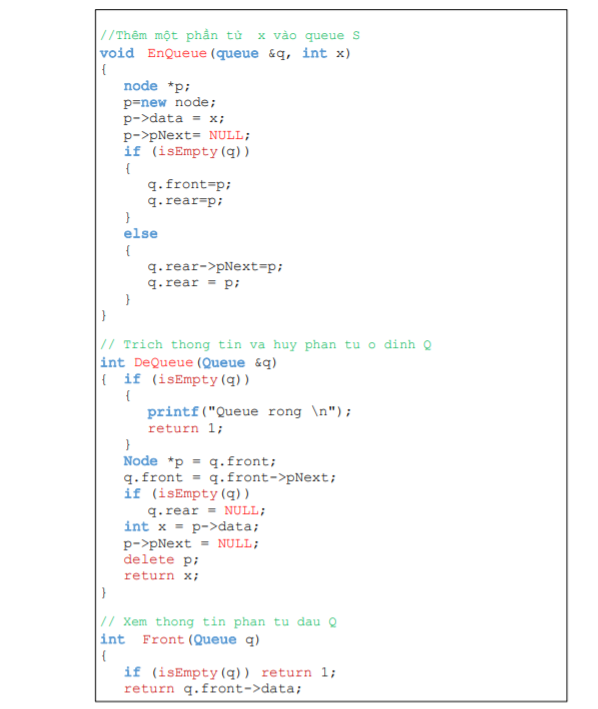 //Thêm một phần tử x vào queue S
void EnQueue(queue &q, int x)
{
node *p;
p=new node;
p->data = x;
p->pNext= NULL;
if (isEmpty(q))
{
q.front=p;
q.rear=p;
}
else
{
q.rear->pNext=p;
q.rear = p;
}
}
// Trich thong tin va huy phan tu o dinh Q
int DeQueue(Queue &q)
{ if (isEmpty(q))
{
printf("Queue rong \n");
return 1;
}
Node *p = q.front;
q.front = q.front->pNext;
if (isEmpty(q))
q.rear = NULL;
int x = p->data;
p->pNext = NULL;
delete p;
return x;
}
// Xem thong tin phan tu dau Q
int Front(Queue q)
{
if (isEmpty(q)) return 1;
return q.front->data;